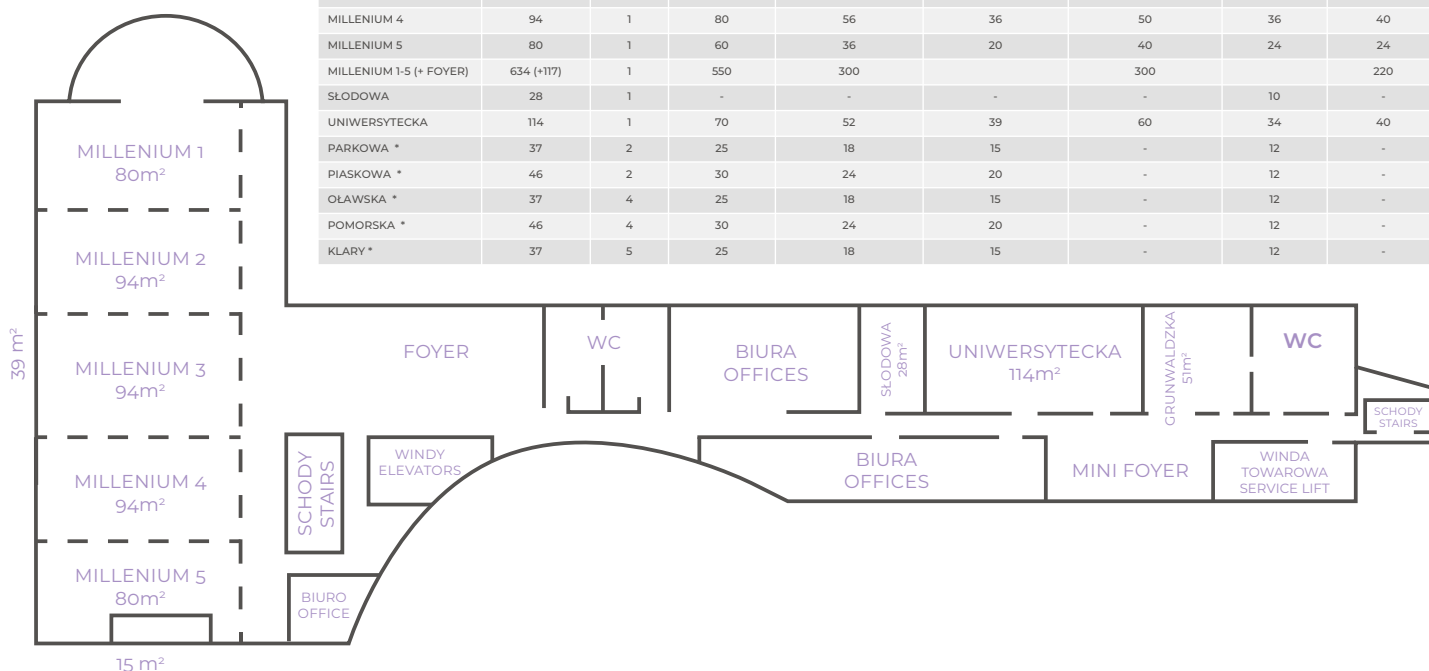 MILLENIUM 4 94 1 80 56 36 50 36 40
MILLENIUM 5 80 1 60 36 20 40 24 24
MILLENIUM 1-5 (+ FOYER) 634 (+117) 1 550 300 300 220
SŁODOWA 28 1 - - - - 10 -
UNIWERSYTECKA 114 1 70 52 39 60 34 40
PARKOWA * 37 2 25 18 15 - 12 -
PIASKOWA * 46 2 30 24 20 - 12 -
OŁAWSKA * 37 4 25 18 15 - 12 -
POMORSKA * 46 4 30 24 20 - 12 -
KLARY * 37 5 25 18 15 - 12 -
MILLENIUM 1
80m²
MILLENIUM 2
94m²
MILLENIUM 3
94m²
MILLENIUM 4
94m²
MILLENIUM 5
80m²
39 m²
15 m²
FOYER
WC
BIURA
OFFICES
SŁODOWA
28m²
UNIWERSYTECKA
114m²
GRUNWALDZKA
51m²
WC
SCHODY
STAIRS
SCHODY
STAIRS
WINDY
ELEVATORS
BIURA
OFFICES
MINI FOYER
WINDA
TOWAROWA
SERVICE LIFT
BIURO
OFFICE